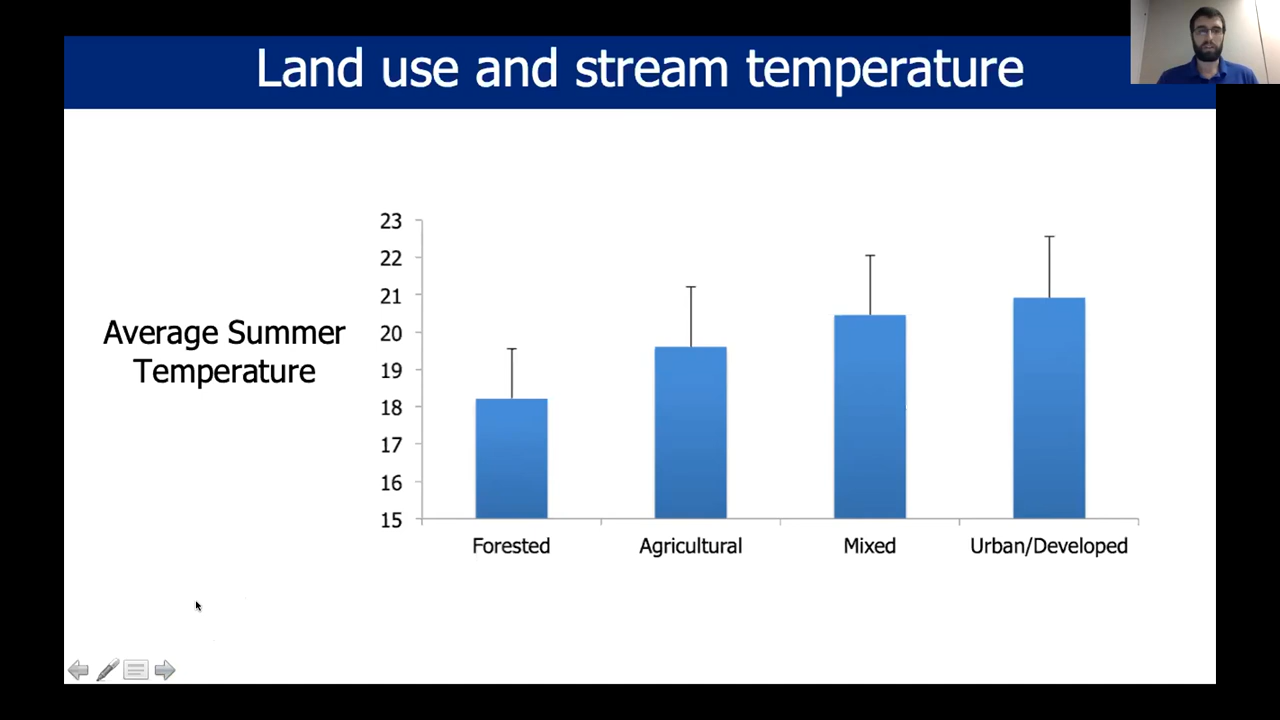 Land use and stream temperature
Average Summer
Temperature
23
22
21
20
19
18
17
16
15
Forested
Agricultural
Mixed
Urban/Developed